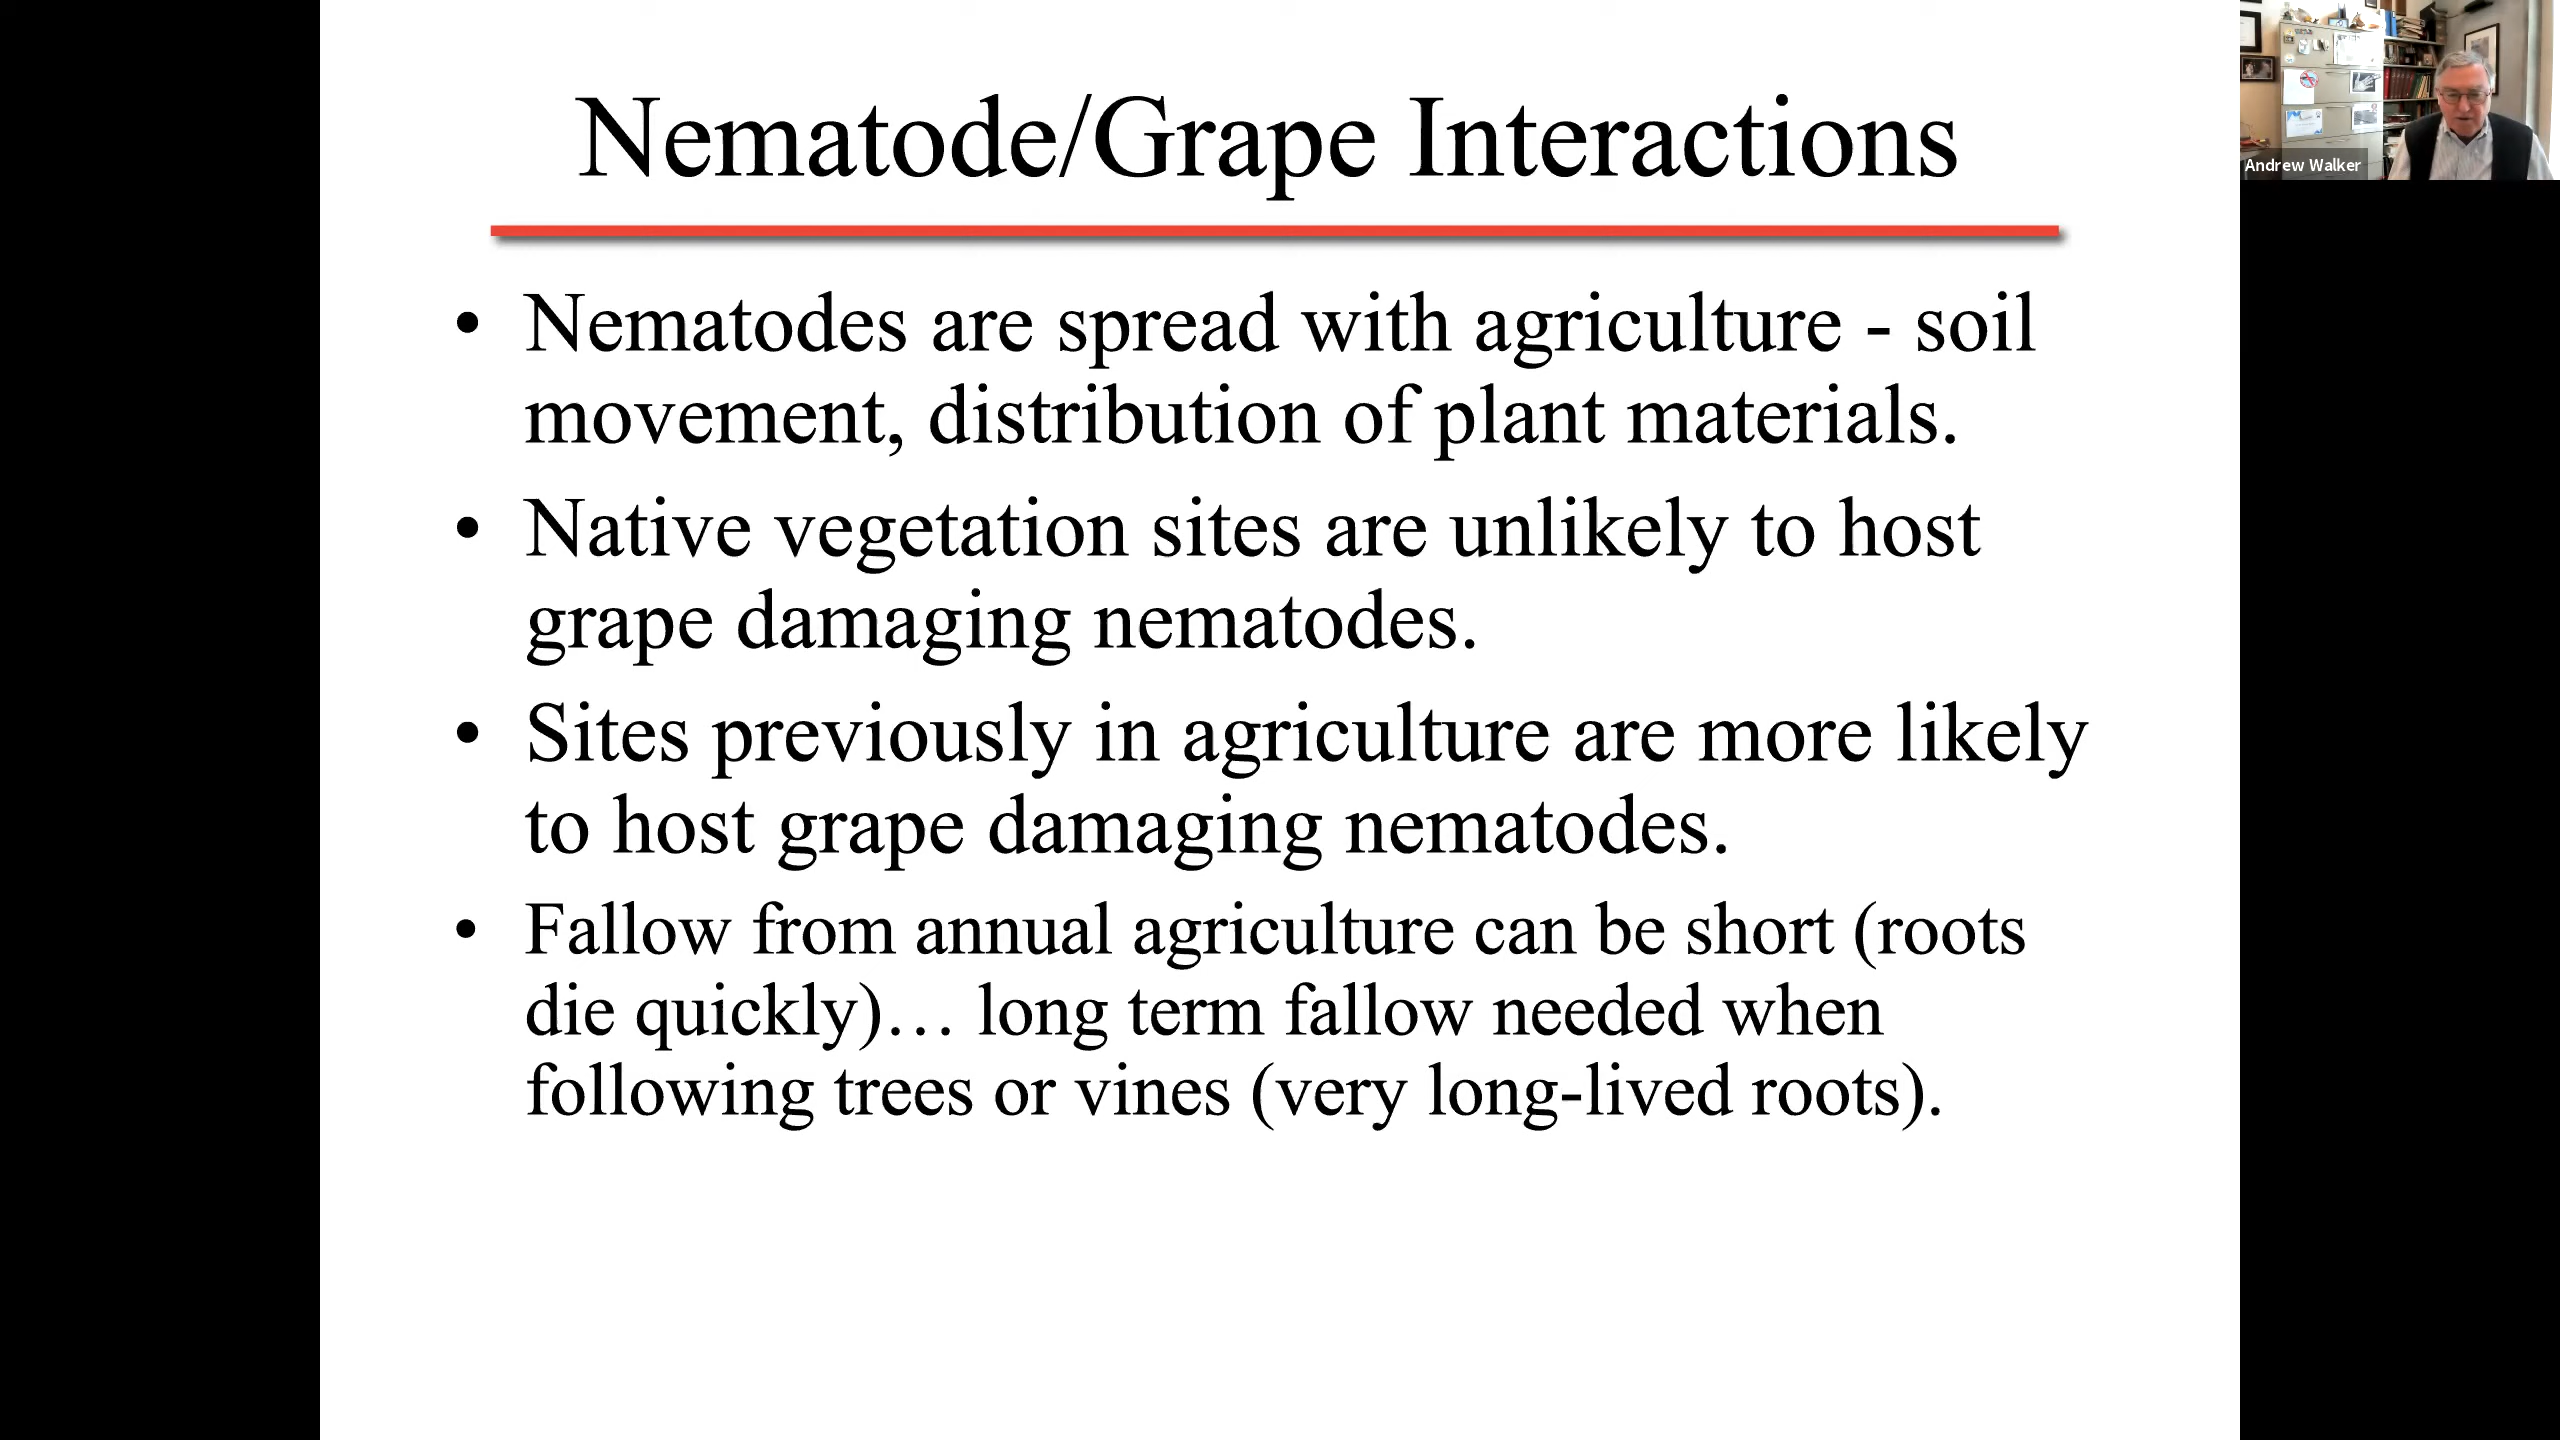 Nematode/Grape Interactions
Andrew Walker
• Nematodes are spread with agriculture - soil
movement, distribution of plant materials.
• Native vegetation sites are unlikely to host
grape damaging nematodes.
• Sites previously in agriculture are more likely
to host grape damaging nematodes.
• Fallow from annual agriculture can be short (roots
die quickly)… long term fallow needed when
following trees or vines (very long-lived roots).